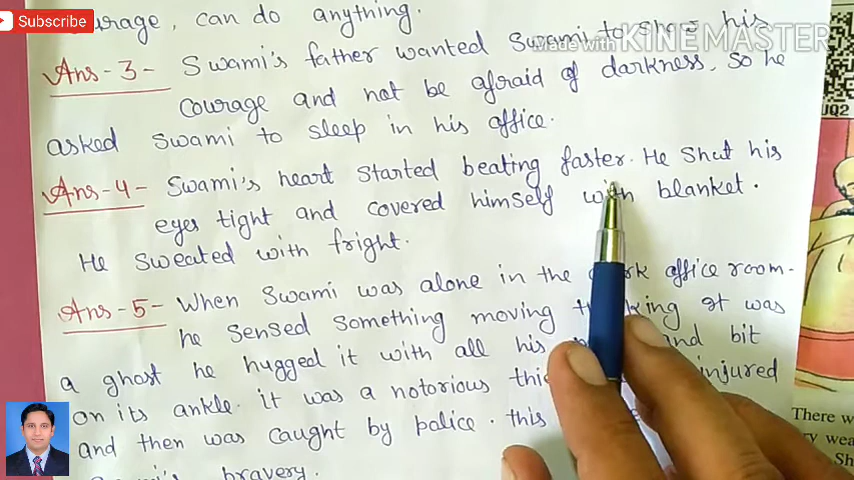 Subscribe
courage, can do anything.
Made with KINEMASTER
Ans-3- Swami's father wanted Swami to show his
courage and not be afraid of darkness. So he
asked Swami to sleep in his office.
Ans-4- Swami's heart started beating faster. He shut his
eyes tight and covered himself with blanket.
He sweated with fright.
Ans-5- When Swami was alone in the dark office room.
he sensed something moving thinking It was
a ghost he hugged it with all his and bit
on its ankle. it was a notorious injured
and then was caught by police. this
Swami's bravery.
JQ2
There w
ry wea
Sh